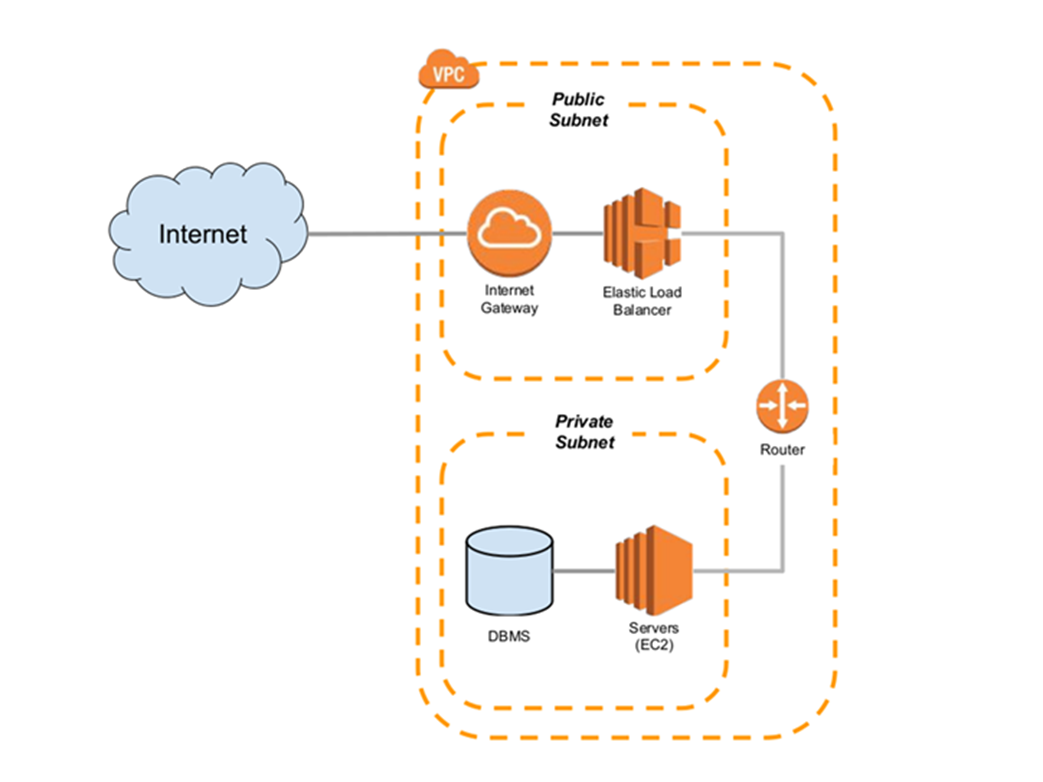 VPC
Public
Subnet
Internet
Internet
Gateway
Elastic Load
Balancer
Router
Private
Subnet
DBMS
Servers
(EC2)